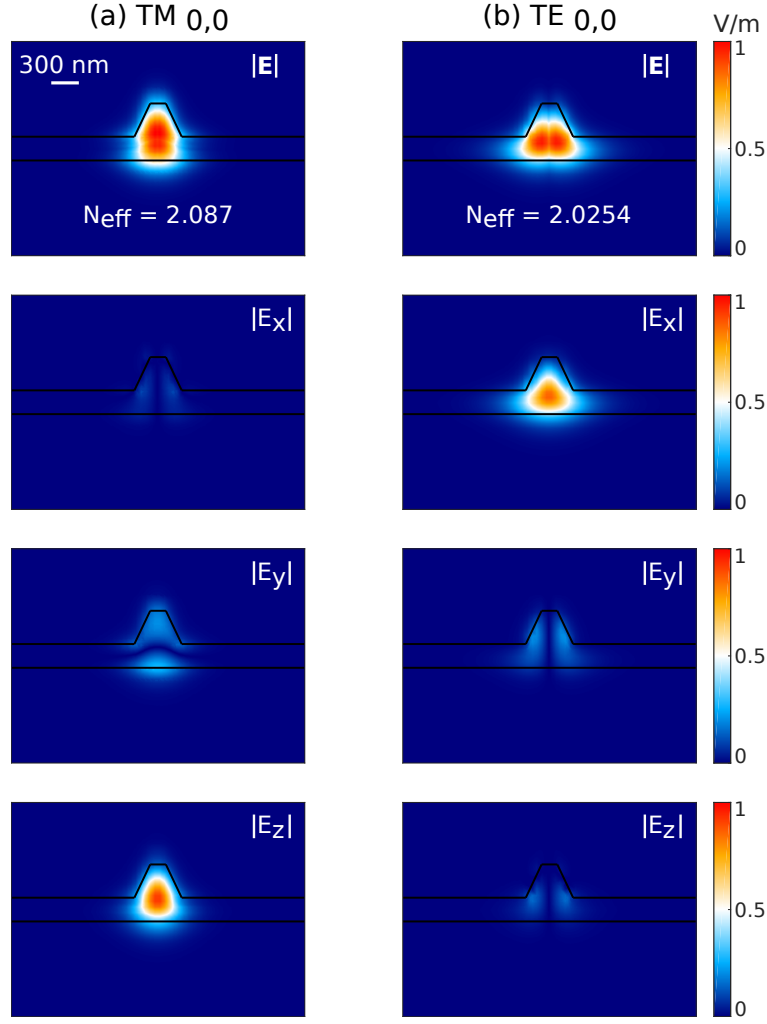 (a) TM 0,0
(b) TE 0,0
V/m
300 nm
|E|
|E|
1
0.5
0
Neff = 2.087
Neff = 2.0254
|Ex|
|Ex|
1
0.5
0
|Ey|
|Ey|
1
0.5
0
|Ez|
|Ez|
1
0.5
0